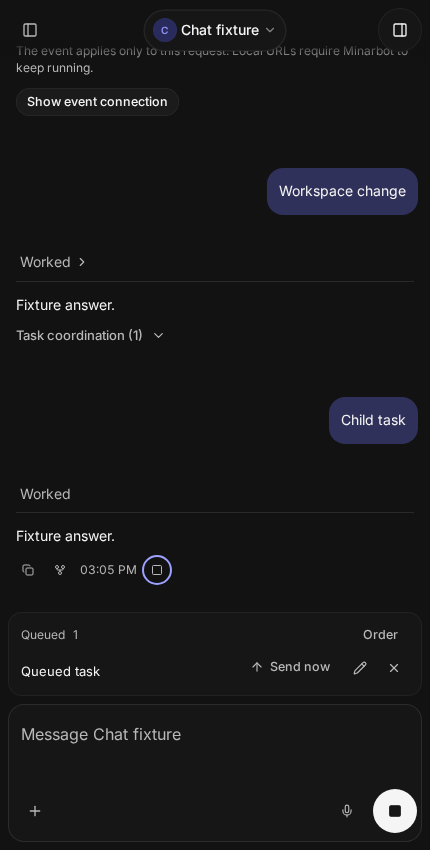 C Chat fixture
The event applies only to this request. Local URLs require Minarbot to
keep running.
Show event connection
Workspace change
Worked
Fixture answer.
Task coordination (1)
Child task
Worked
Fixture answer.
03:05 PM
Queued 1 Order
Queued task Send now
Message Chat fixture